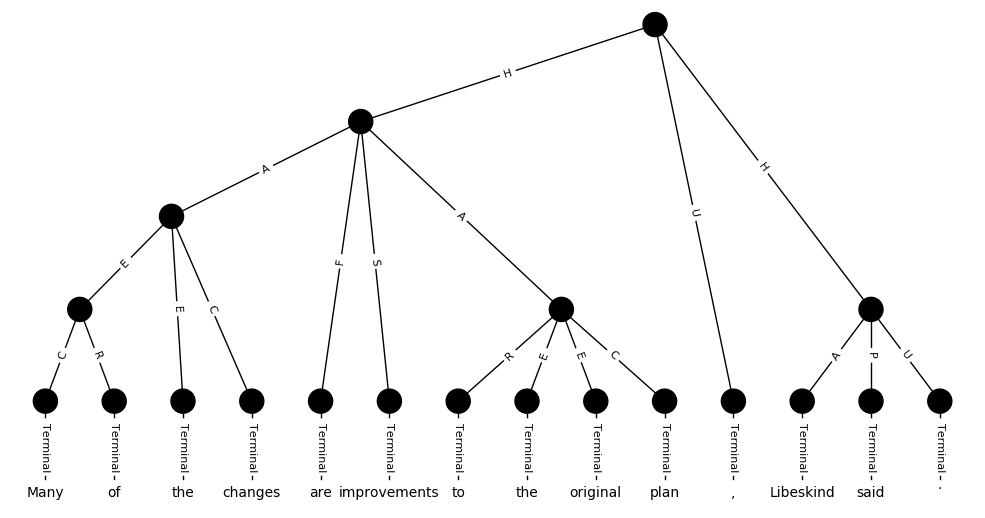 H
A
A
U
H
E
E
C
F
S
C
R
R
E
E
C
A
P
U
Terminal Terminal Terminal Terminal Terminal Terminal Terminal Terminal Terminal Terminal Terminal Terminal Terminal Terminal
Many of the changes are improvements to the original plan , Libeskind said .